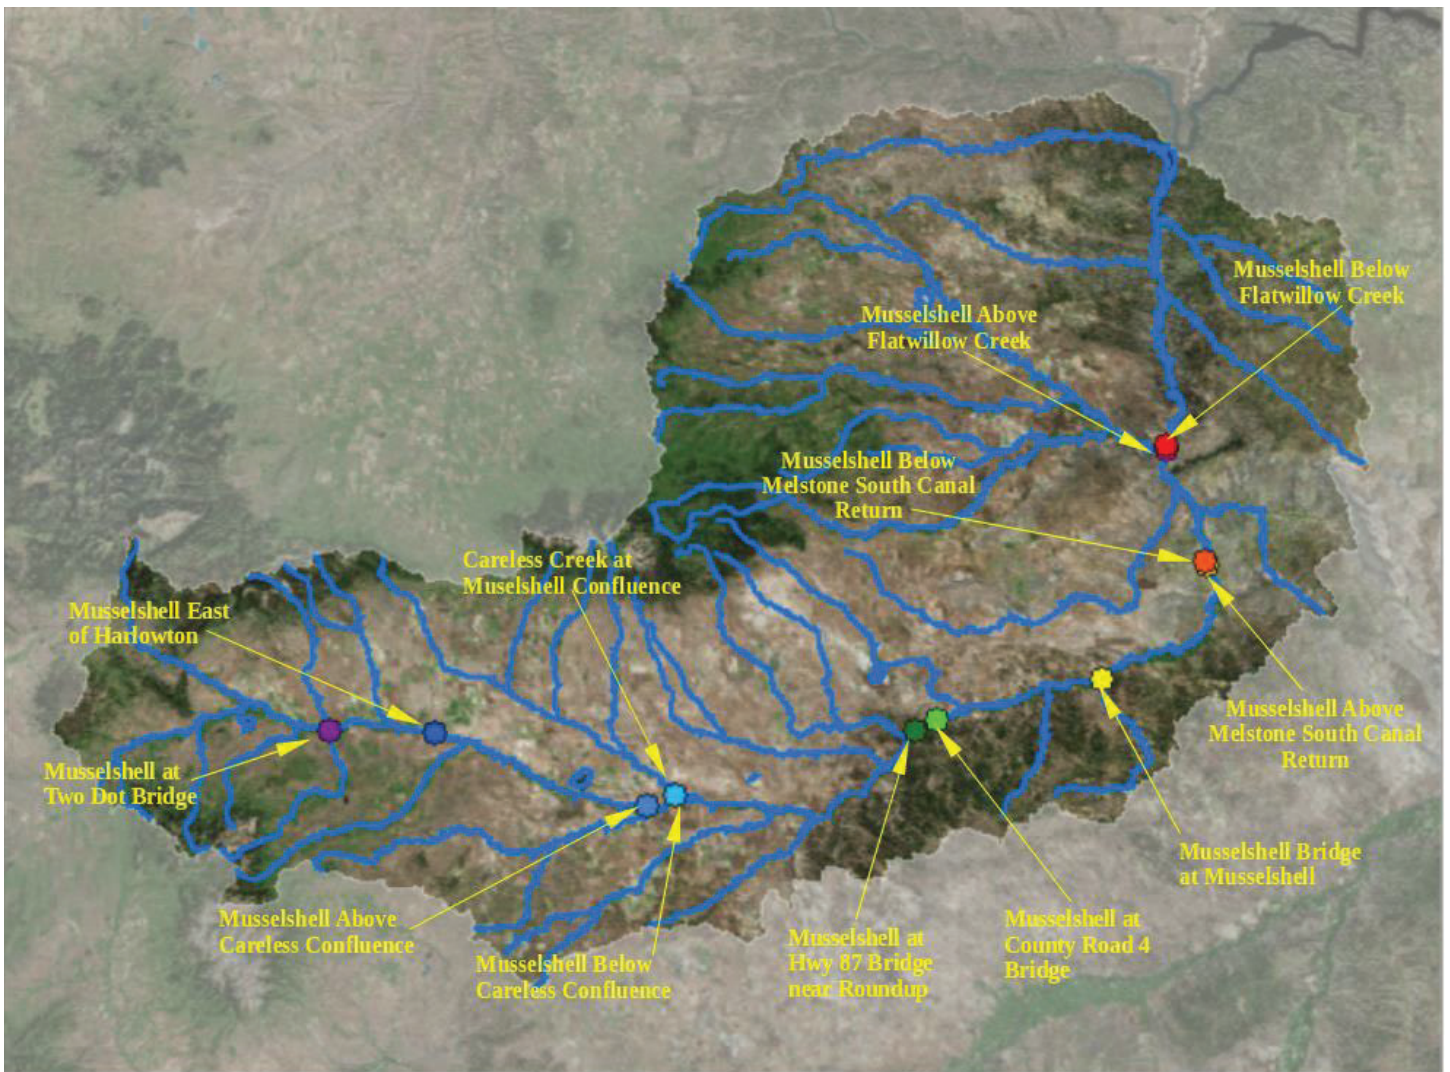 Musselshell Below
Flatwillow Creek
Musselshell Above
Flatwillow Creek
Musselshell Below
Melstone South Canal
Return
Careless Creek at
Muselshell Confluence
Musselshell East
of Harlowton
Musselshell Above
Melstone South Canal
Return
Musselshell at
Two Dot Bridge
Musselshell Bridge
at Musselshell
Musselshell Above
Careless Confluence
Musselshell at
County Road 4
Bridge
Musselshell at
Hwy 87 Bridge
near Roundup
Musselshell Below
Careless Confluence